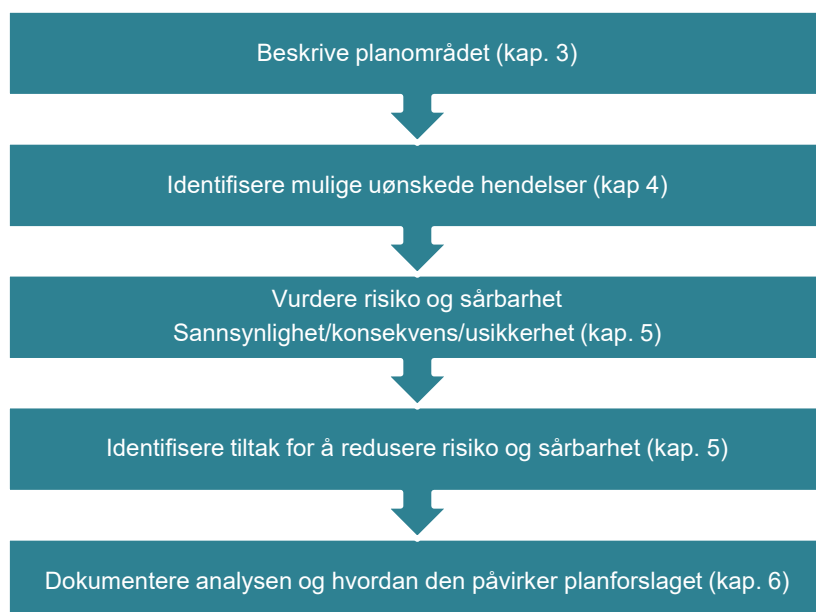 Beskrive planområdet (kap. 3)
Identifisere mulige uønskede hendelser (kap 4)
Vurdere risiko og sårbarhet
Sannsynlighet/konsekvens/usikkerhet (kap. 5)
Identifisere tiltak for å redusere risiko og sårbarhet (kap. 5)
Dokumentere analysen og hvordan den påvirker planforslaget (kap. 6)